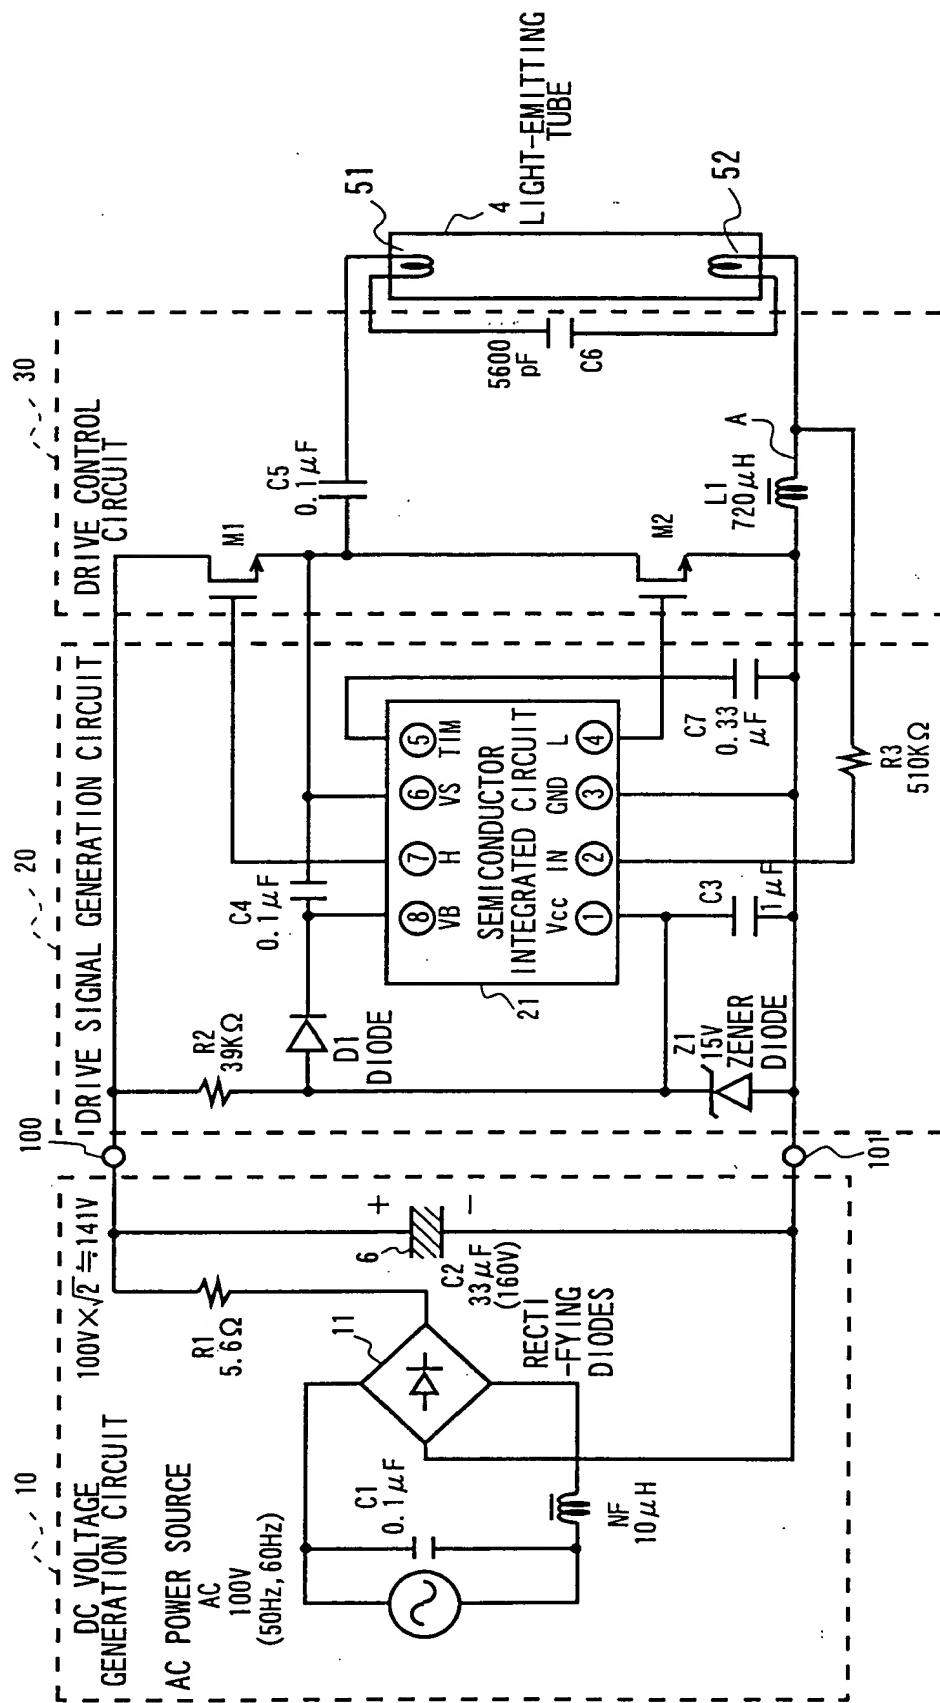 10
DC VOLTAGE
GENERATION CIRCUIT
AC POWER SOURCE
AC
100V
(50Hz, 60Hz)
C1
0.1μF
NF
10μH
11
RECTI
-FYING
DIODES
R1
5.6Ω
100V×√2≒141V
6
+
−
C2
33μF
(160V)
100
101
20
DRIVE SIGNAL GENERATION CIRCUIT
R2
39KΩ
D1
DIODE
Z1
15V
ZENER
DIODE
C4
0.1μF
21
8
7
6
5
VB
H
VS
TIM
SEMICONDUCTOR
INTEGRATED CIRCUIT
Vcc
IN
GND
L
1
2
3
4
C3
1μF
C7
0.33
μF
R3
510KΩ
30
DRIVE CONTROL
CIRCUIT
M1
M2
C5
0.1μF
L1
720μH
A
5600
pF
C6
51
4
52
LIGHT-EMITTING
TUBE